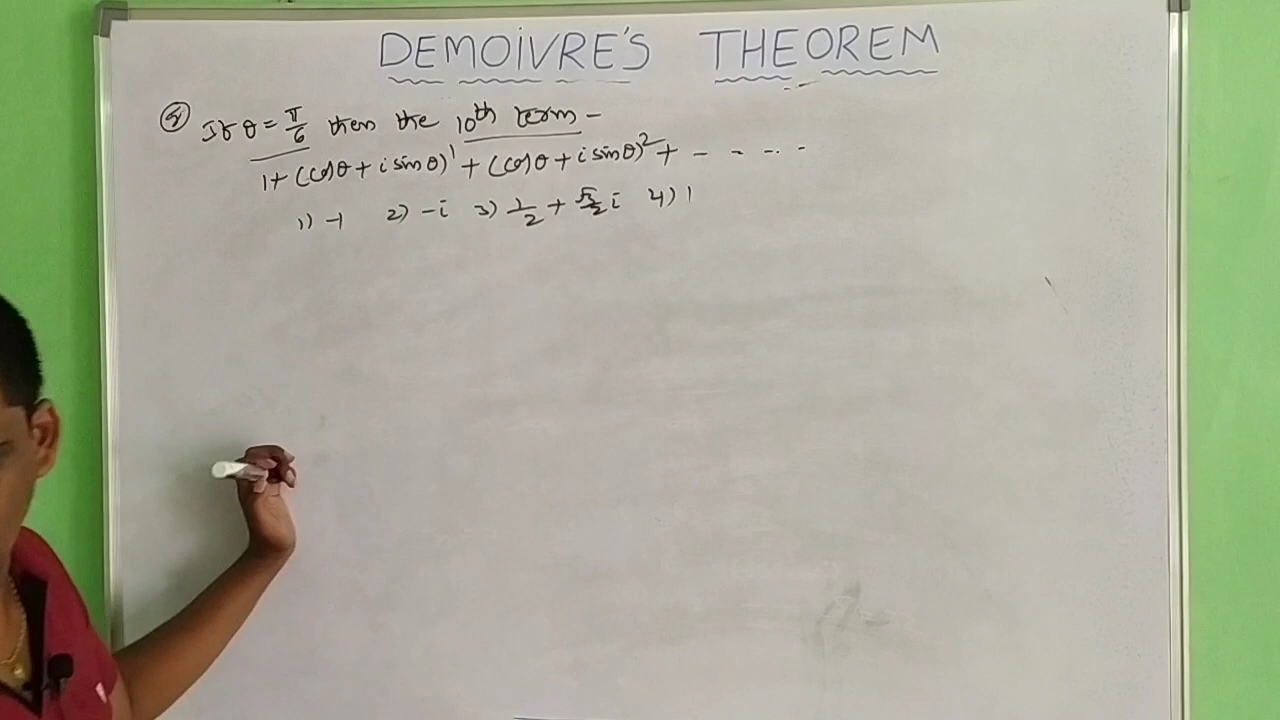 DEMOIVRE'S THEOREM
If θ = π/6 then the 10th term -
1 + (cosθ + i sinθ)¹ + (cosθ + i sinθ)² + - - -- -
1) -1 2) -i 3) 1/2 + √3/2 i 4) 1